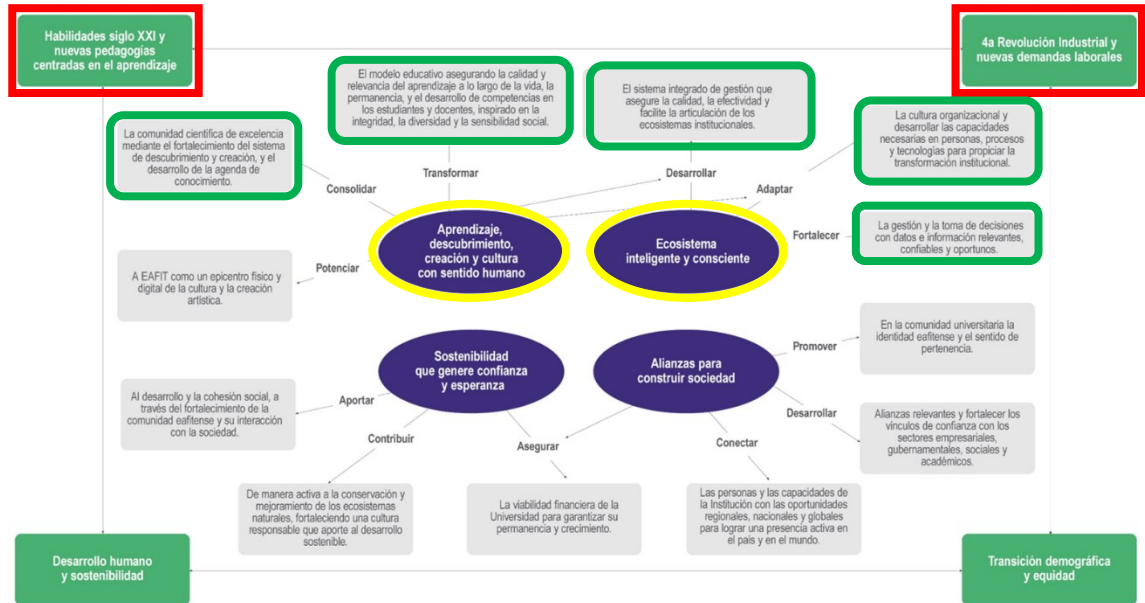 Habilidades siglo XXI y
nuevas pedagogías
centradas en el aprendizaje
4a Revolución Industrial y
nuevas demandas laborales
El modelo educativo asegurando la calidad y
relevancia del aprendizaje a lo largo de la vida, la
permanencia, y el desarrollo de competencias en
los estudiantes y docentes, inspirado en la
integridad, la diversidad y la sensibilidad social.
El sistema integrado de gestión que
asegure la calidad, la efectividad y
facilite la articulación de los
ecosistemas institucionales.
La cultura organizacional y
desarrollar las capacidades
necesarias en personas, procesos
y tecnologías para propiciar la
transformación institucional.
La comunidad científica de excelencia
mediante el fortalecimiento del sistema
de descubrimiento y creación, y el
desarrollo de la agenda de
conocimiento.
Consolidar
Transformar
Desarrollar
Adaptar
Aprendizaje,
descubrimiento,
creación y cultura
con sentido humano
Ecosistema
inteligente y consciente
Fortalecer
La gestión y la toma de decisiones
con datos e información relevantes,
confiables y oportunos.
Potenciar
A EAFIT como un epicentro físico y
digital de la cultura y la creación
artística.
Sostenibilidad
que genere confianza
y esperanza
Alianzas para
construir sociedad
Promover
En la comunidad universitaria la
identidad eafitense y el sentido de
pertenencia.
Al desarrollo y la cohesión social, a
través del fortalecimiento de la
comunidad eafitense y su interacción
con la sociedad.
Aportar
Contribuir
Asegurar
Conectar
Desarrollar
Alianzas relevantes y fortalecer los
vínculos de confianza con los
sectores empresariales,
gubernamentales, sociales y
académicos.
De manera activa a la conservación y
mejoramiento de los ecosistemas
naturales, fortaleciendo una cultura
responsable que aporte al desarrollo
sostenible.
La viabilidad financiera de la
Universidad para garantizar su
permanencia y crecimiento.
Las personas y las capacidades de
la Institución con las oportunidades
regionales, nacionales y globales
para lograr una presencia activa en
el país y en el mundo.
Desarrollo humano
y sostenibilidad
Transición demográfica
y equidad